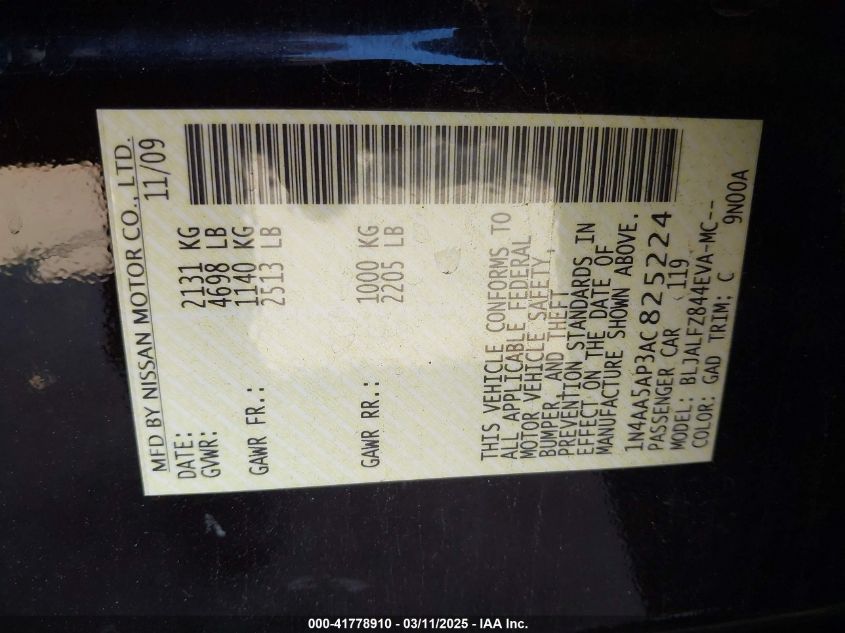 MFD BY NISSAN MOTOR CO., LTD.
DATE: 11/09
GVWR: 2131 KG
4698 LB
GAWR FR.: 1140 KG
2513 LB
GAWR RR.: 1000 KG
2205 LB
THIS VEHICLE CONFORMS TO
ALL APPLICABLE FEDERAL
MOTOR VEHICLE SAFETY,
BUMPER, AND THEFT
PREVENTION STANDARDS IN
EFFECT ON THE DATE OF
MANUFACTURE SHOWN ABOVE.
1N4AA5AP3AC825224
PASSENGER CAR 119
MODEL: BLJALFZ844EVA-MC--
COLOR: GAD TRIM: C 9N00A
000-41778910 - 03/11/2025 - IAA Inc.